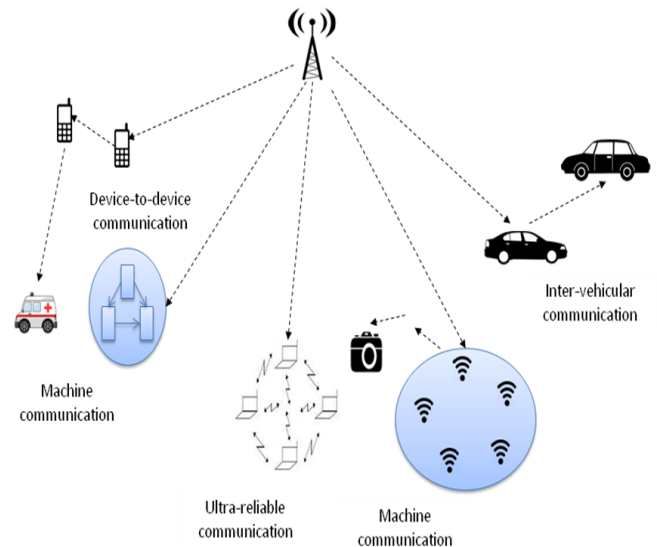 Device-to-device
communication
Inter-vehicular
communication
Machine
communication
Ultra-reliable
communication
Machine
communication